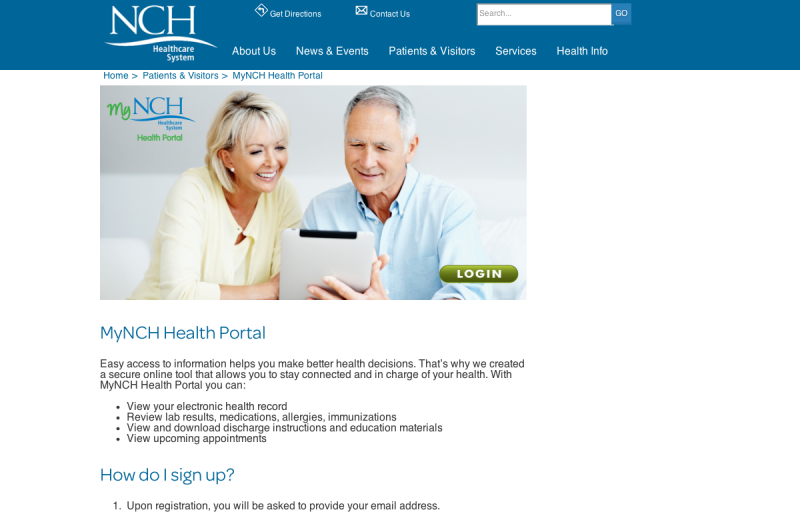 NCH
Healthcare
System
Get Directions
Contact Us
Search...
GO
About Us
News & Events
Patients & Visitors
Services
Health Info
Home > Patients & Visitors > MyNCH Health Portal
My NCH
Healthcare
System
Health Portal
LOGIN
MyNCH Health Portal
Easy access to information helps you make better health decisions. That's why we created
a secure online tool that allows you to stay connected and in charge of your health. With
MyNCH Health Portal you can:
• View your electronic health record
• Review lab results, medications, allergies, immunizations
• View and download discharge instructions and education materials
• View upcoming appointments
How do I sign up?
1. Upon registration, you will be asked to provide your email address.